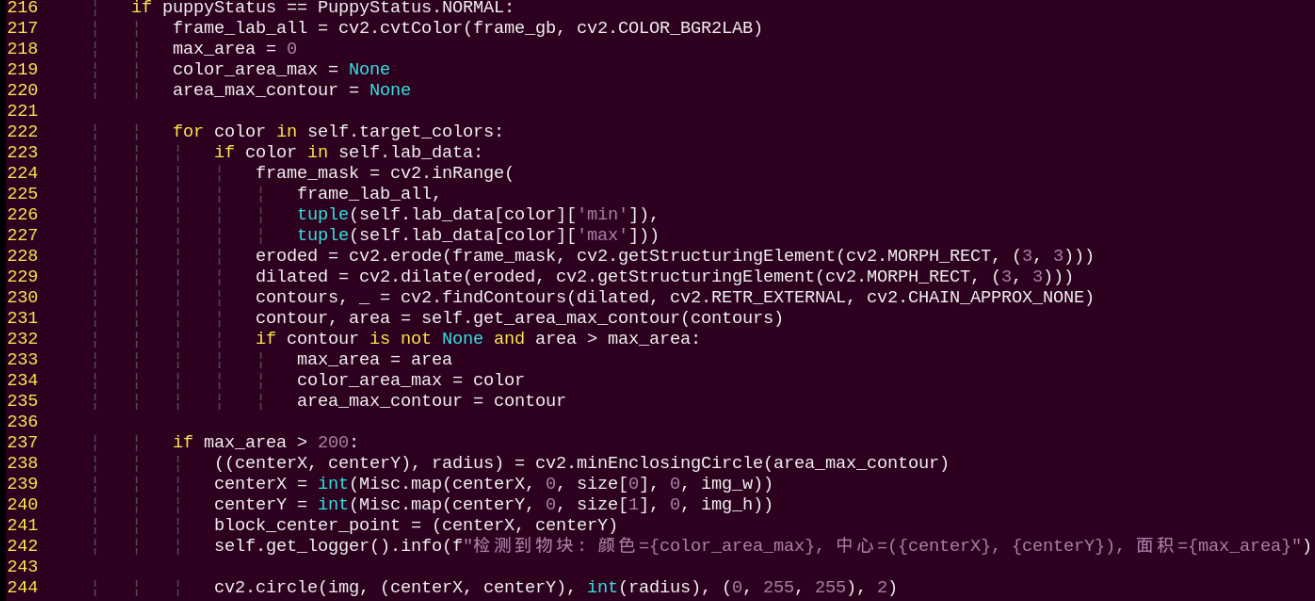 216 if puppyStatus == PuppyStatus.NORMAL:
217 frame_lab_all = cv2.cvtColor(frame_gb, cv2.COLOR_BGR2LAB)
218 max_area = 0
219 color_area_max = None
220 area_max_contour = None
221
222 for color in self.target_colors:
223 if color in self.lab_data:
224 frame_mask = cv2.inRange(
225 frame_lab_all,
226 tuple(self.lab_data[color]['min']),
227 tuple(self.lab_data[color]['max']))
228 eroded = cv2.erode(frame_mask, cv2.getStructuringElement(cv2.MORPH_RECT, (3, 3)))
229 dilated = cv2.dilate(eroded, cv2.getStructuringElement(cv2.MORPH_RECT, (3, 3)))
230 contours, _ = cv2.findContours(dilated, cv2.RETR_EXTERNAL, cv2.CHAIN_APPROX_NONE)
231 contour, area = self.get_area_max_contour(contours)
232 if contour is not None and area > max_area:
233 max_area = area
234 color_area_max = color
235 area_max_contour = contour
236
237 if max_area > 200:
238 ((centerX, centerY), radius) = cv2.minEnclosingCircle(area_max_contour)
239 centerX = int(Misc.map(centerX, 0, size[0], 0, img_w))
240 centerY = int(Misc.map(centerY, 0, size[1], 0, img_h))
241 block_center_point = (centerX, centerY)
242 self.get_logger().info(f"检测到物块: 颜色={color_area_max}, 中心=({centerX}, {centerY}), 面积={max_area}")
243
244 cv2.circle(img, (centerX, centerY), int(radius), (0, 255, 255), 2)